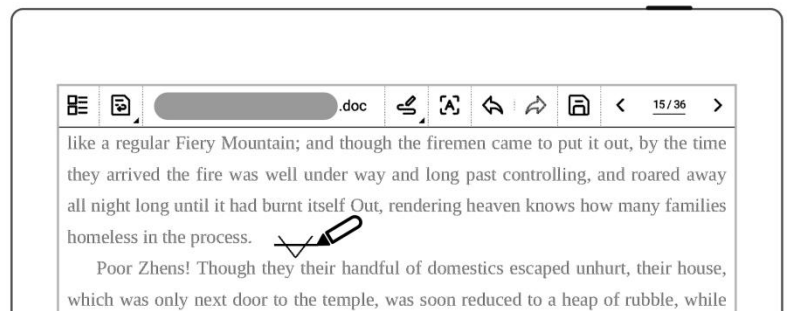 .doc
15 / 36
like a regular Fiery Mountain; and though the firemen came to put it out, by the time
they arrived the fire was well under way and long past controlling, and roared away
all night long until it had burnt itself Out, rendering heaven knows how many families
homeless in the process.
Poor Zhens! Though they their handful of domestics escaped unhurt, their house,
which was only next door to the temple, was soon reduced to a heap of rubble, while